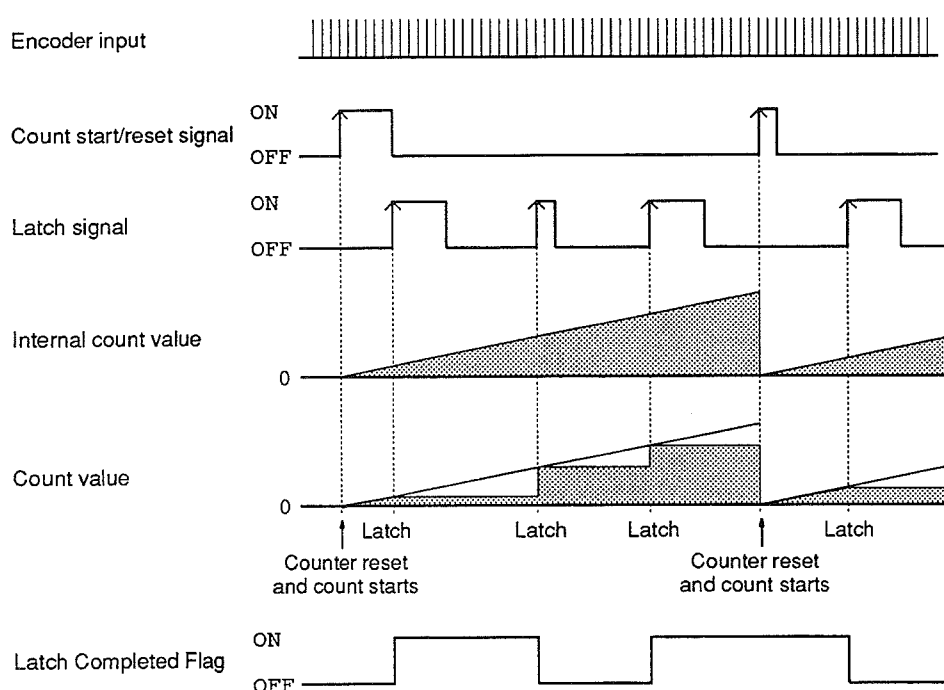 Encoder input
ON
Count start/reset signal
OFF
ON
Latch signal
OFF
Internal count value
0
Count value
0
Latch
Latch
Latch
Latch
Counter reset
and count starts
Counter reset
and count starts
ON
Latch Completed Flag
OFF